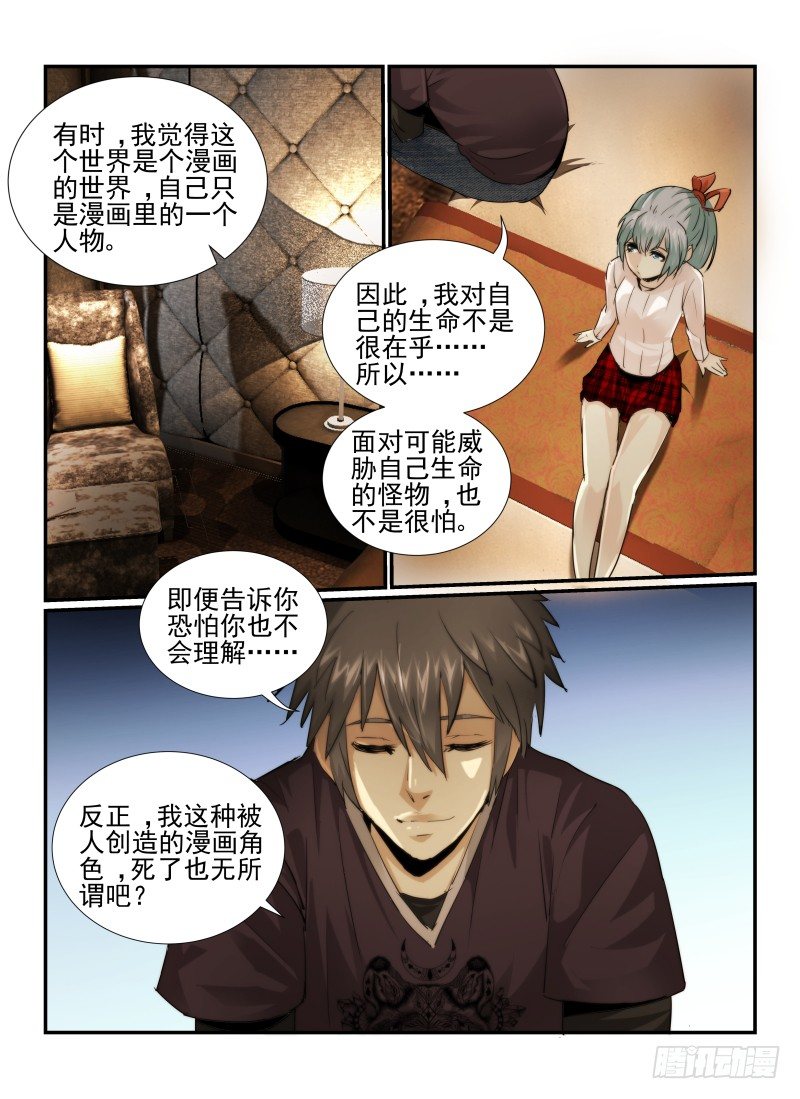 有时，我觉得这
个世界是个漫画
的世界，自己只
是漫画里的一个
人物。
因此，我对自
己的生命不是
很在乎……
所以……
面对可能威
胁自己生命
的怪物，也
不是很怕。
即便告诉你
恐怕你也不
会理解……
反正，我这种被
人创造的漫画角
色，死了也无所
谓吧？
腾讯动漫